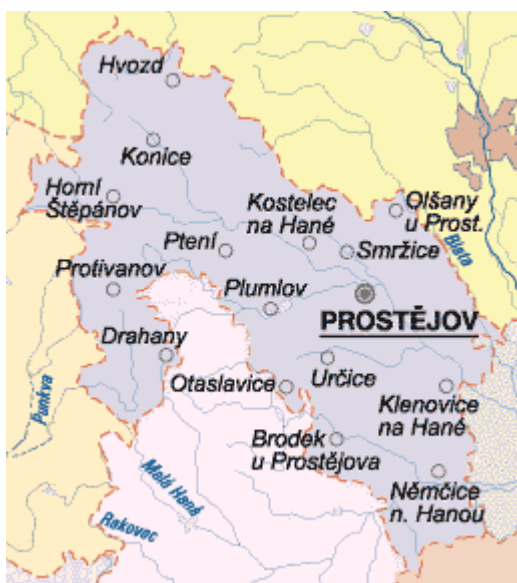 Hvozd
Konice
Horní
Štěpánov
Kostelec
na Hané
Olšany
u Prost.
Ptení
Smržice
Blata
Protivanov
Plumlov
PROSTĚJOV
Drahany
Určice
Otaslavice
Klenovice
na Hané
Punkva
Brodek
u Prostějova
Malá Haná
Němčice
n. Hanou
Rakovec